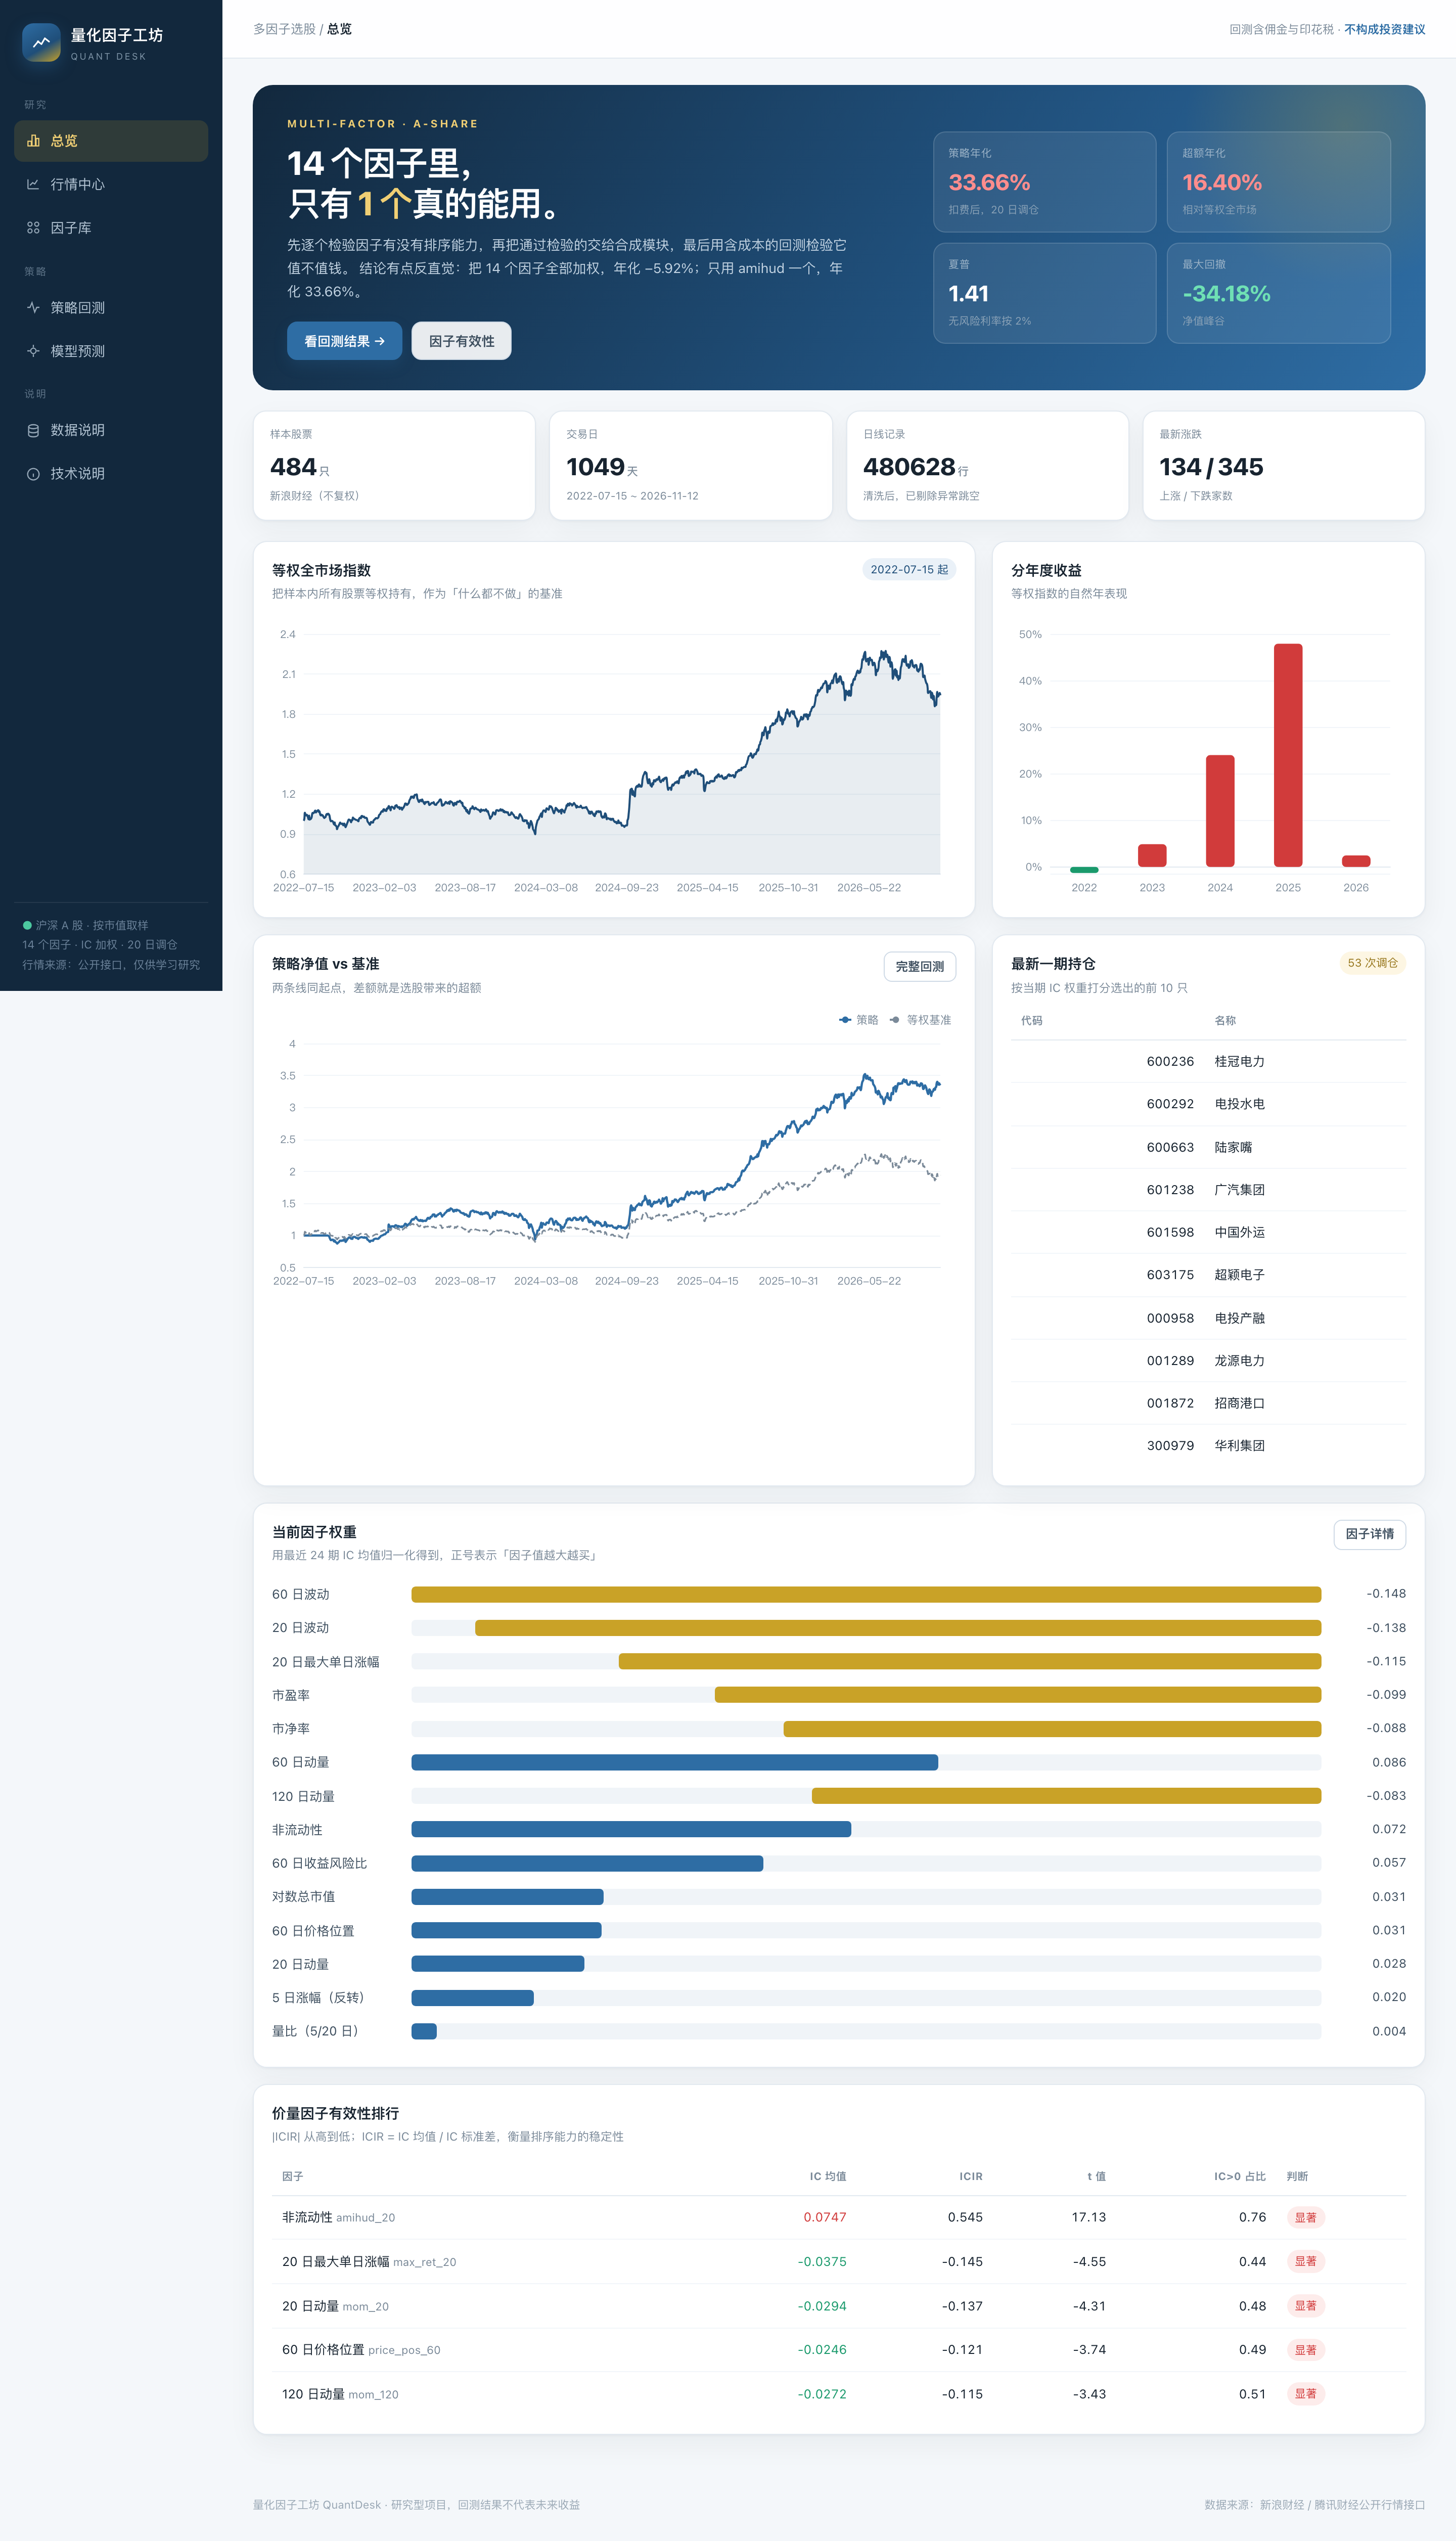 量化因子工坊
QUANT DESK
研究
总览
行情中心
因子库
策略
策略回测
模型预测
说明
数据说明
技术说明
沪深 A 股 · 按市值取样
14 个因子 · IC 加权 · 20 日调仓
行情来源：公开接口，仅供学习研究
多因子选股 / 总览
回测含佣金与印花税 · 不构成投资建议
MULTI-FACTOR · A-SHARE
14 个因子里，
只有 1 个真的能用。
先逐个检验因子有没有排序能力，再把通过检验的交给合成模块，最后用含成本的回测检验它
值不值钱。 结论有点反直觉：把 14 个因子全部加权，年化 −5.92%；只用 amihud 一个，年
化 33.66%。
看回测结果 →
因子有效性
策略年化
33.66%
扣费后，20 日调仓
超额年化
16.40%
相对等权全市场
夏普
1.41
无风险利率按 2%
最大回撤
-34.18%
净值峰谷
样本股票
484 只
新浪财经（不复权）
交易日
1049 天
2022-07-15 ~ 2026-11-12
日线记录
480628 行
清洗后，已剔除异常跳空
最新涨跌
134 / 345
上涨 / 下跌家数
等权全市场指数
2022-07-15 起
把样本内所有股票等权持有，作为「什么都不做」的基准
2.4
2.1
1.8
1.5
1.2
0.9
0.6
2022-07-15 2023-02-03 2023-08-17 2024-03-08 2024-09-23 2025-04-15 2025-10-31 2026-05-22
分年度收益
等权指数的自然年表现
50%
40%
30%
20%
10%
0%
2022 2023 2024 2025 2026
策略净值 vs 基准
完整回测
两条线同起点，差额就是选股带来的超额
策略 等权基准
4
3.5
3
2.5
2
1.5
1
0.5
2022-07-15 2023-02-03 2023-08-17 2024-03-08 2024-09-23 2025-04-15 2025-10-31 2026-05-22
最新一期持仓
53 次调仓
按当期 IC 权重打分选出的前 10 只
代码 名称
600236 桂冠电力
600292 电投水电
600663 陆家嘴
601238 广汽集团
601598 中国外运
603175 超颖电子
000958 电投产融
001289 龙源电力
001872 招商港口
300979 华利集团
当前因子权重
因子详情
用最近 24 期 IC 均值归一化得到，正号表示「因子值越大越买」
60 日波动 -0.148
20 日波动 -0.138
20 日最大单日涨幅 -0.115
市盈率 -0.099
市净率 -0.088
60 日动量 0.086
120 日动量 -0.083
非流动性 0.072
60 日收益风险比 0.057
对数总市值 0.031
60 日价格位置 0.031
20 日动量 0.028
5 日涨幅（反转） 0.020
量比（5/20 日） 0.004
价量因子有效性排行
|ICIR| 从高到低；ICIR = IC 均值 / IC 标准差，衡量排序能力的稳定性
因子 IC 均值 ICIR t 值 IC>0 占比 判断
非流动性 amihud_20 0.0747 0.545 17.13 0.76 显著
20 日最大单日涨幅 max_ret_20 -0.0375 -0.145 -4.55 0.44 显著
20 日动量 mom_20 -0.0294 -0.137 -4.31 0.48 显著
60 日价格位置 price_pos_60 -0.0246 -0.121 -3.74 0.49 显著
120 日动量 mom_120 -0.0272 -0.115 -3.43 0.51 显著
量化因子工坊 QuantDesk · 研究型项目，回测结果不代表未来收益
数据来源：新浪财经 / 腾讯财经公开行情接口